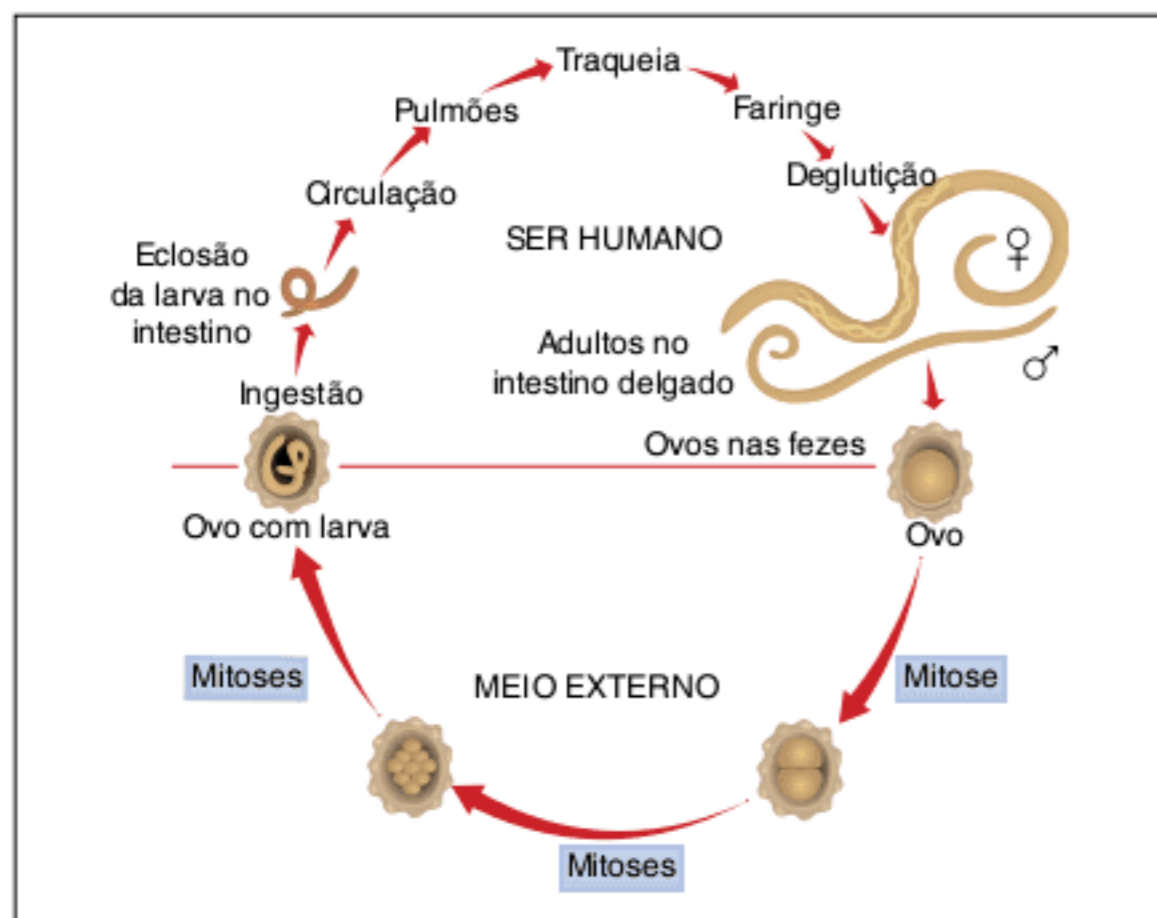 Traqueia
Pulmões
Faringe
Circulação
Deglutição
SER HUMANO
Eclosão
da larva no
intestino
♀
Adultos no
intestino delgado
♂
Ingestão
Ovos nas fezes
Ovo com larva
Ovo
Mitoses
MEIO EXTERNO
Mitose
Mitoses